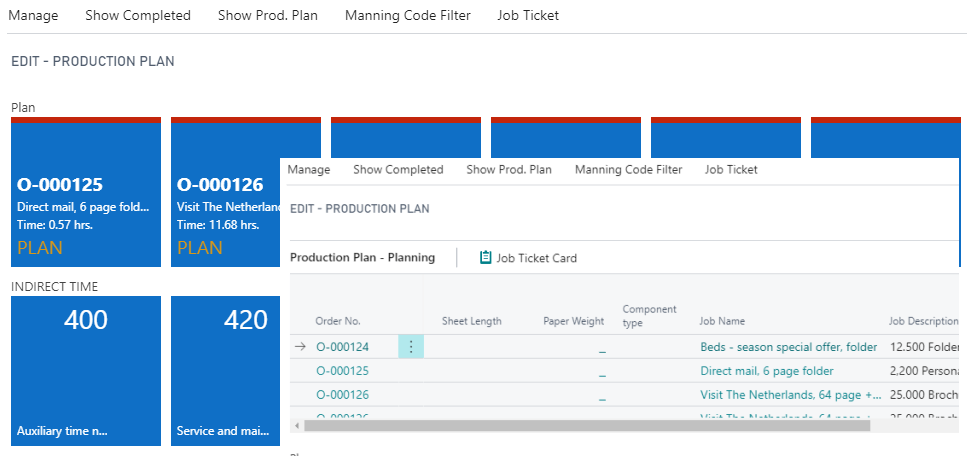 Manage Show Completed Show Prod. Plan Manning Code Filter Job Ticket
EDIT - PRODUCTION PLAN
Plan
O-000125
Direct mail, 6 page fold...
Time: 0.57 hrs.
PLAN
O-000126
Visit The Netherlan
Time: 11.68 hrs.
PLAN
INDIRECT TIME
400
Auxiliary time n...
420
Service and mai...
Manage Show Completed Show Prod. Plan Manning Code Filter Job Ticket
EDIT - PRODUCTION PLAN
Production Plan - Planning Job Ticket Card
Order No. Sheet Length Paper Weight Component type Job Name Job Description
O-000124 _ Beds - season special offer, folder 12.500 Folder
O-000125 _ Direct mail, 6 page folder 2,200 Persona
O-000126 _ Visit The Netherlands, 64 page +... 25.000 Broch
O-000126 _ Visit The Netherlands, 64 page + 25.000 Broch